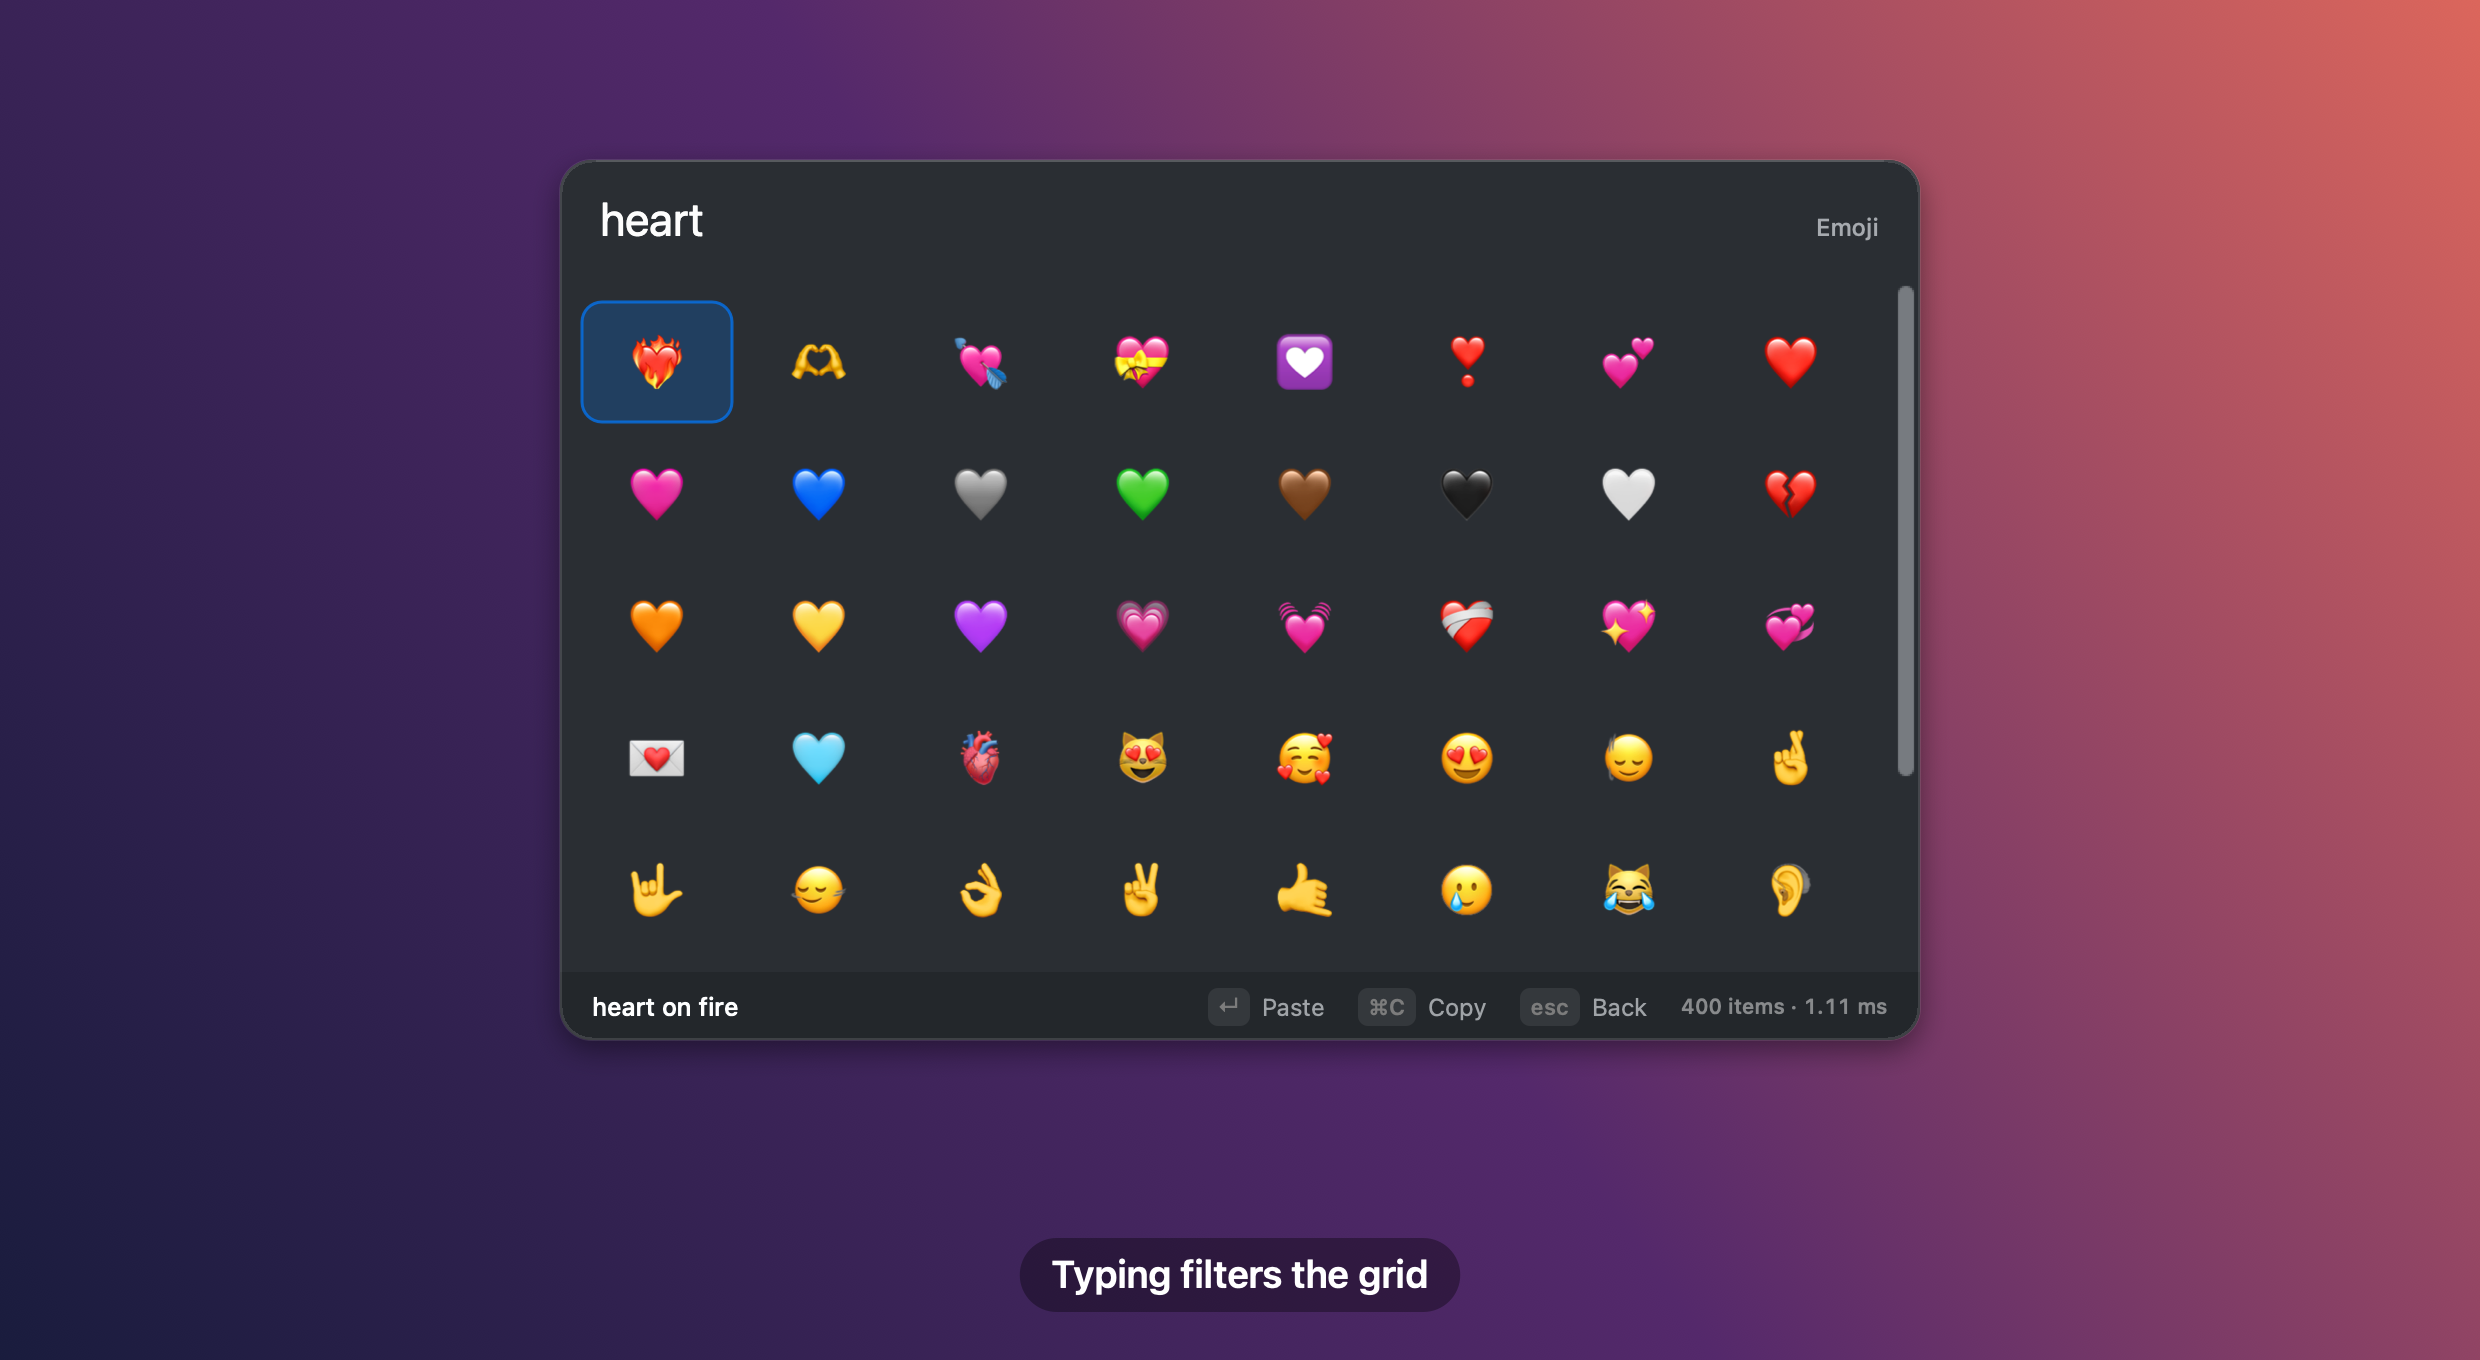 heart
Emoji
heart on fire
↵ Paste ⌘C Copy esc Back 400 items · 1.11 ms
Typing filters the grid